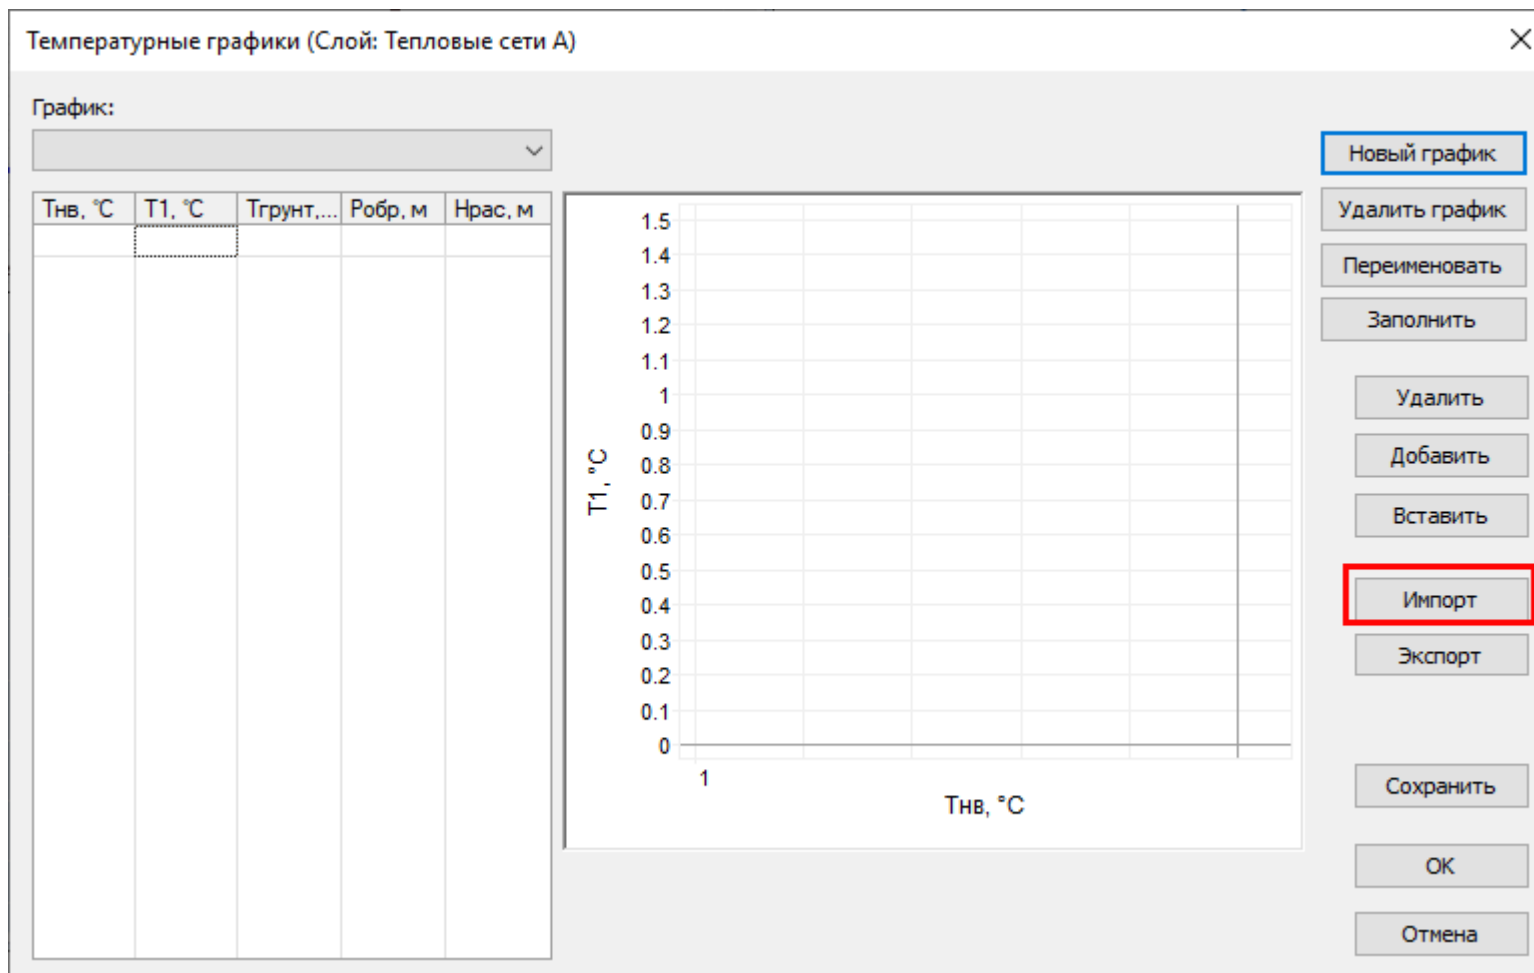 Температурные графики (Слой: Тепловые сети А)
График:
Новый график
Удалить график
Переименовать
Заполнить
Удалить
Добавить
Вставить
Импорт
Экспорт
Сохранить
ОК
Отмена
Тнв, °С Т1, °С Тгрунт,... Робр, м Нрас, м
1.5
1.4
1.3
1.2
1.1
1
0.9
0.8
0.7
0.6
0.5
0.4
0.3
0.2
0.1
0
Т1, °С
1
Тнв, °С